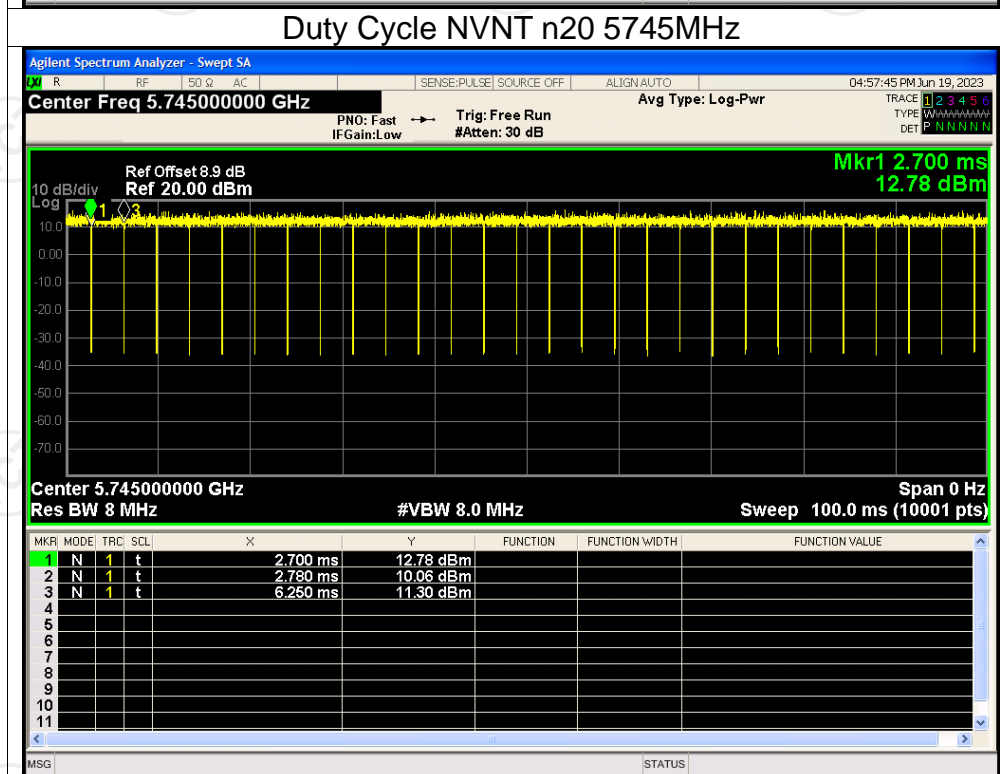 Duty Cycle NVNT n20 5745MHz
Agilent Spectrum Analyzer - Swept SA
LXI R RF 50 Ω AC SENSE:PULSE SOURCE OFF ALIGN AUTO 04:57:45 PM Jun 19, 2023
Center Freq 5.745000000 GHz Avg Type: Log-Pwr TRACE 1 2 3 4 5 6
PNO: Fast Trig: Free Run TYPE WWWWWW
IFGain:Low #Atten: 30 dB DET P N N N N N
Mkr1 2.700 ms
Ref Offset 8.9 dB
10 dB/div Ref 20.00 dBm 12.78 dBm
Log
1 3
10.0
0.00
-10.0
-20.0
-30.0
-40.0
-50.0
-60.0
-70.0
Center 5.745000000 GHz Span 0 Hz
Res BW 8 MHz #VBW 8.0 MHz Sweep 100.0 ms (10001 pts)
MKR MODE TRC SCL X Y FUNCTION FUNCTION WIDTH FUNCTION VALUE
1 N 1 t 2.700 ms 12.78 dBm
2 N 1 t 2.780 ms 10.06 dBm
3 N 1 t 6.250 ms 11.30 dBm
4
5
6
7
8
9
10
11
MSG STATUS